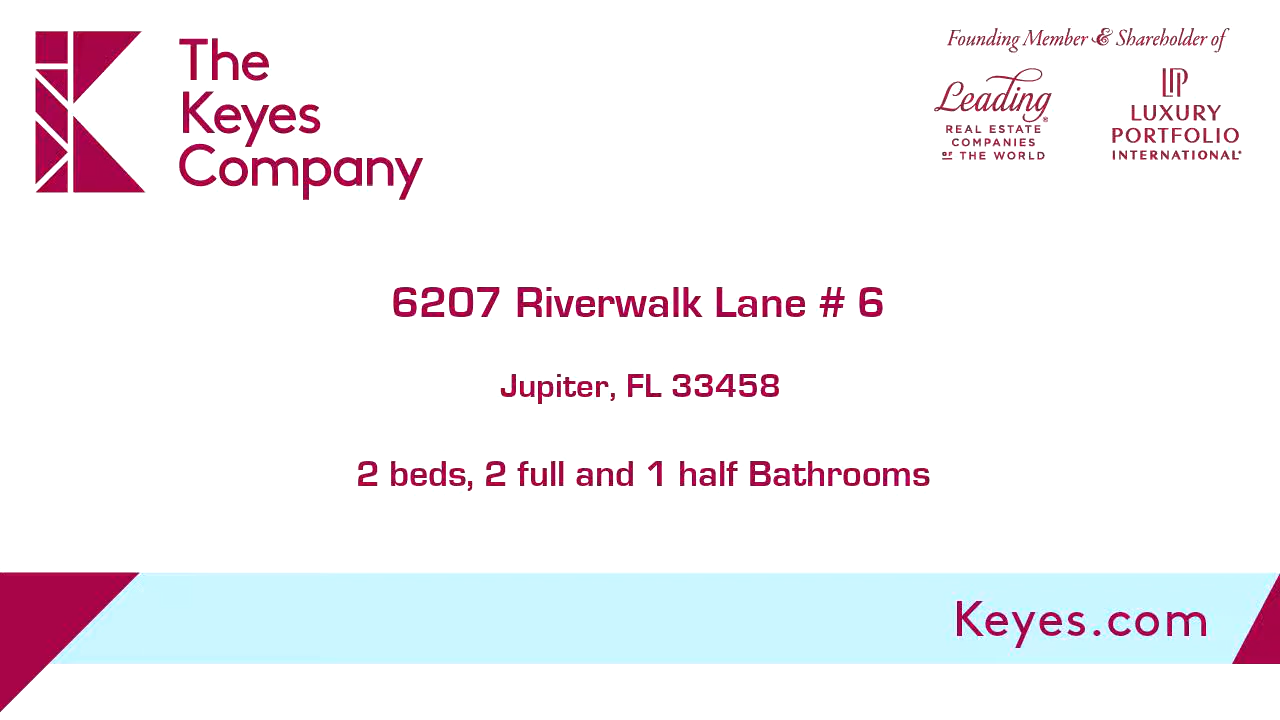 The
Keyes
Company
Founding Member & Shareholder of
Leading
REAL ESTATE
COMPANIES
OF THE WORLD
LUXURY
PORTFOLIO
INTERNATIONAL
6207 Riverwalk Lane # 6
Jupiter, FL 33458
2 beds, 2 full and 1 half Bathrooms
Keyes.com